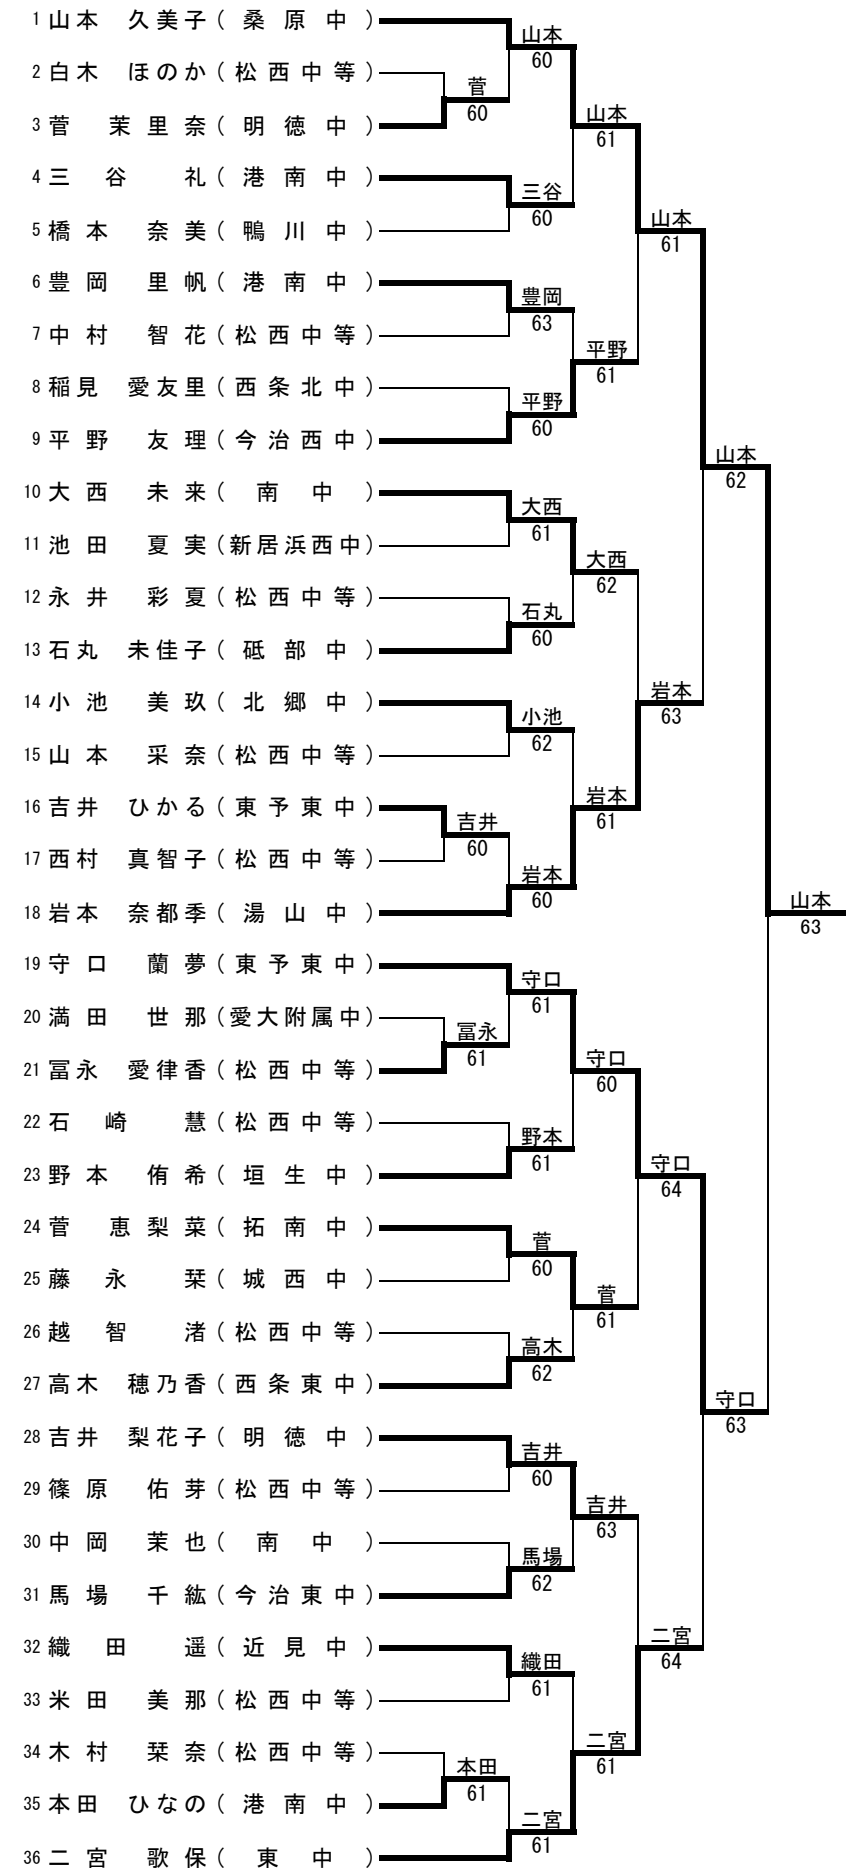 1 山本 久美子 (桑原中)
山本
60
2 白木 ほのか (松西中等)
菅
60
3 菅 茉里奈 (明徳中)
山本
61
4 三谷 礼 (港南中)
三谷
60
5 橋本 奈美 (鴨川中)
山本
61
6 豊岡 里帆 (港南中)
豊岡
63
7 中村 智花 (松西中等)
平野
61
8 稲見 愛友里 (西条北中)
平野
60
9 平野 友理 (今治西中)
山本
62
10 大西 未来 (南中)
大西
61
11 池田 夏実 (新居浜西中)
大西
62
12 永井 彩夏 (松西中等)
石丸
60
13 石丸 未佳子 (砥部中)
岩本
63
14 小池 美玖 (北郷中)
小池
62
15 山本 采奈 (松西中等)
岩本
61
16 吉井 ひかる (東予東中)
吉井
60
17 西村 真智子 (松西中等)
岩本
60
18 岩本 奈都季 (湯山中)
山本
63
19 守口 蘭夢 (東予東中)
守口
61
20 満田 世那 (愛大附属中)
冨永
61
21 冨永 愛律香 (松西中等)
守口
60
22 石崎 慧 (松西中等)
野本
61
23 野本 侑希 (垣生中)
守口
64
24 菅 恵梨菜 (拓南中)
菅
60
25 藤永 栞 (城西中)
菅
61
26 越智 渚 (松西中等)
高木
62
27 高木 穂乃香 (西条東中)
守口
63
28 吉井 梨花子 (明徳中)
吉井
60
29 篠原 佑芽 (松西中等)
吉井
63
30 中岡 茉也 (南中)
馬場
62
31 馬場 千紘 (今治東中)
二宮
64
32 織田 遥 (近見中)
織田
61
33 米田 美那 (松西中等)
二宮
61
34 木村 栞奈 (松西中等)
本田
61
35 本田 ひなの (港南中)
二宮
61
36 二宮 歌保 (東中)